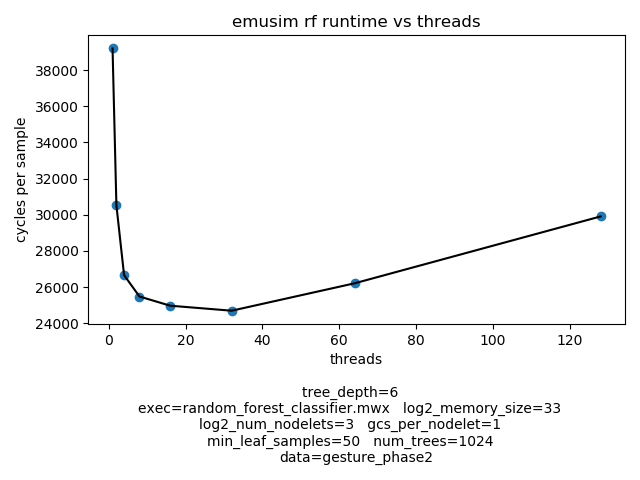 emusim rf runtime vs threads
38000
36000
34000
32000
30000
28000
26000
24000
cycles per sample
0 20 40 60 80 100 120
threads
tree_depth=6
exec=random_forest_classifier.mwx log2_memory_size=33
log2_num_nodelets=3 gcs_per_nodelet=1
min_leaf_samples=50 num_trees=1024
data=gesture_phase2